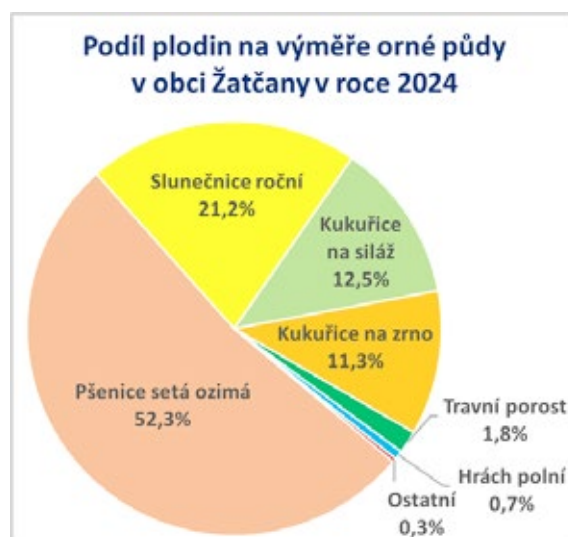 Podíl plodin na výměře orné půdy
v obci Žatčany v roce 2024
Slunečnice roční
21,2%
Kukuřice
na siláž
12,5%
Kukuřice na zrno
11,3%
Travní porost
1,8%
Hrách polní
0,7%
Ostatní
0,3%
Pšenice setá ozimá
52,3%